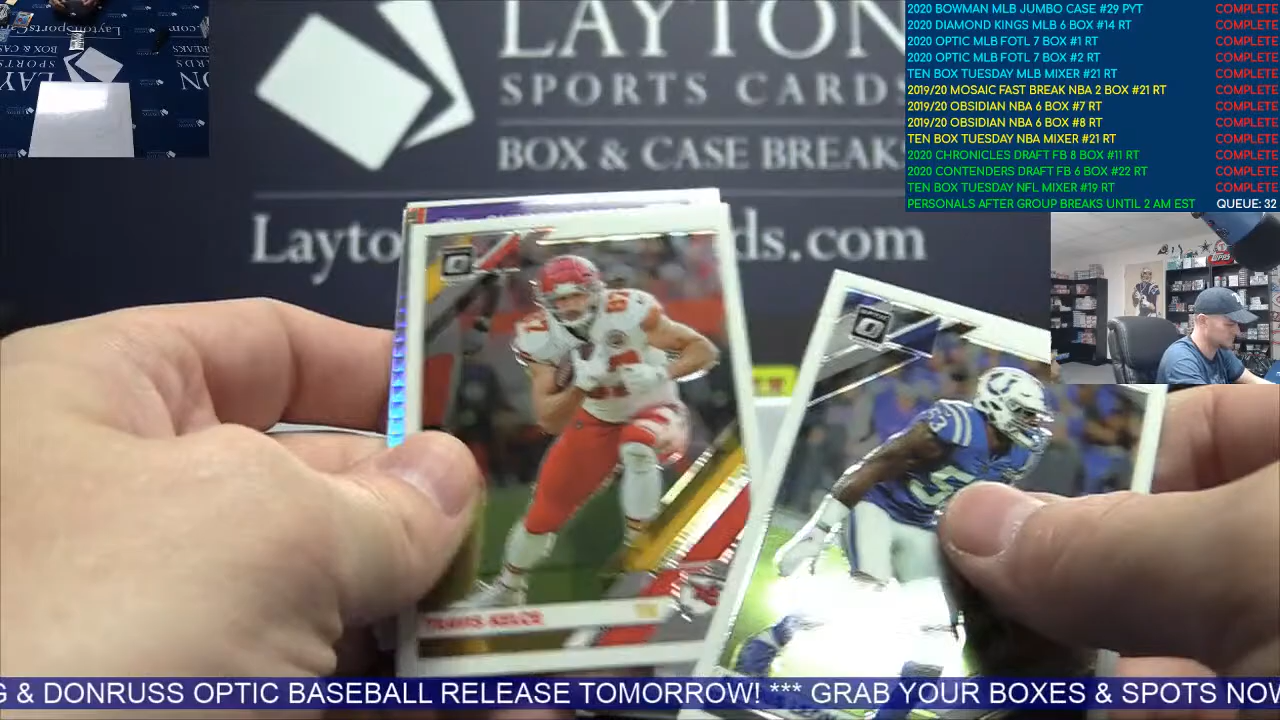 LAYTON
SPORTS CARDS
BOX & CASE BREAKS
Layto rds.com
2020 BOWMAN MLB JUMBO CASE #29 PYT COMPLETE
2020 DIAMOND KINGS MLB 6 BOX #14 RT COMPLETE
2020 OPTIC MLB FOTL 7 BOX #1 RT COMPLETE
2020 OPTIC MLB FOTL 7 BOX #2 RT COMPLETE
TEN BOX TUESDAY MLB MIXER #21 RT COMPLETE
2019/20 MOSAIC FAST BREAK NBA 2 BOX #21 RT COMPLETE
2019/20 OBSIDIAN NBA 6 BOX #7 RT COMPLETE
2019/20 OBSIDIAN NBA 6 BOX #8 RT COMPLETE
TEN BOX TUESDAY NBA MIXER #21 RT COMPLETE
2020 CHRONICLES DRAFT FB 8 BOX #11 RT COMPLETE
2020 CONTENDERS DRAFT FB 6 BOX #22 RT COMPLETE
TEN BOX TUESDAY NFL MIXER #19 RT COMPLETE
PERSONALS AFTER GROUP BREAKS UNTIL 2 AM EST QUEUE: 32
TRAVIS KELCE
G & DONRUSS OPTIC BASEBALL RELEASE TOMORROW! *** GRAB YOUR BOXES & SPOTS NOW